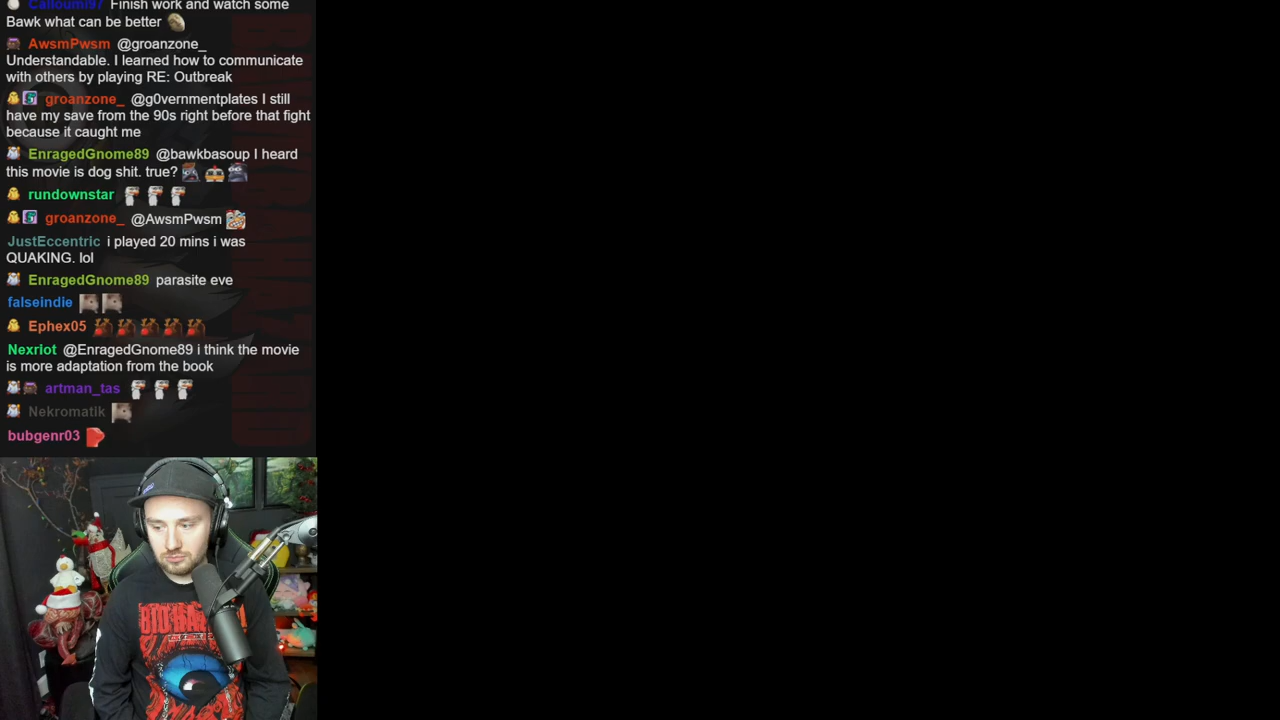 Calloumi97 Finish work and watch some
Bawk what can be better
AwsmPwsm @groanzone_
Understandable. I learned how to communicate
with others by playing RE: Outbreak
groanzone_ @g0vernmentplates I still
have my save from the 90s right before that fight
because it caught me
EnragedGnome89 @bawkbasoup I heard
this movie is dog shit. true?
rundownstar
groanzone_ @AwsmPwsm
JustEccentric i played 20 mins i was
QUAKING. lol
EnragedGnome89 parasite eve
falseindie
Ephex05
Nexriot @EnragedGnome89 i think the movie
is more adaptation from the book
artman_tas
Nekromatik
bubgenr03